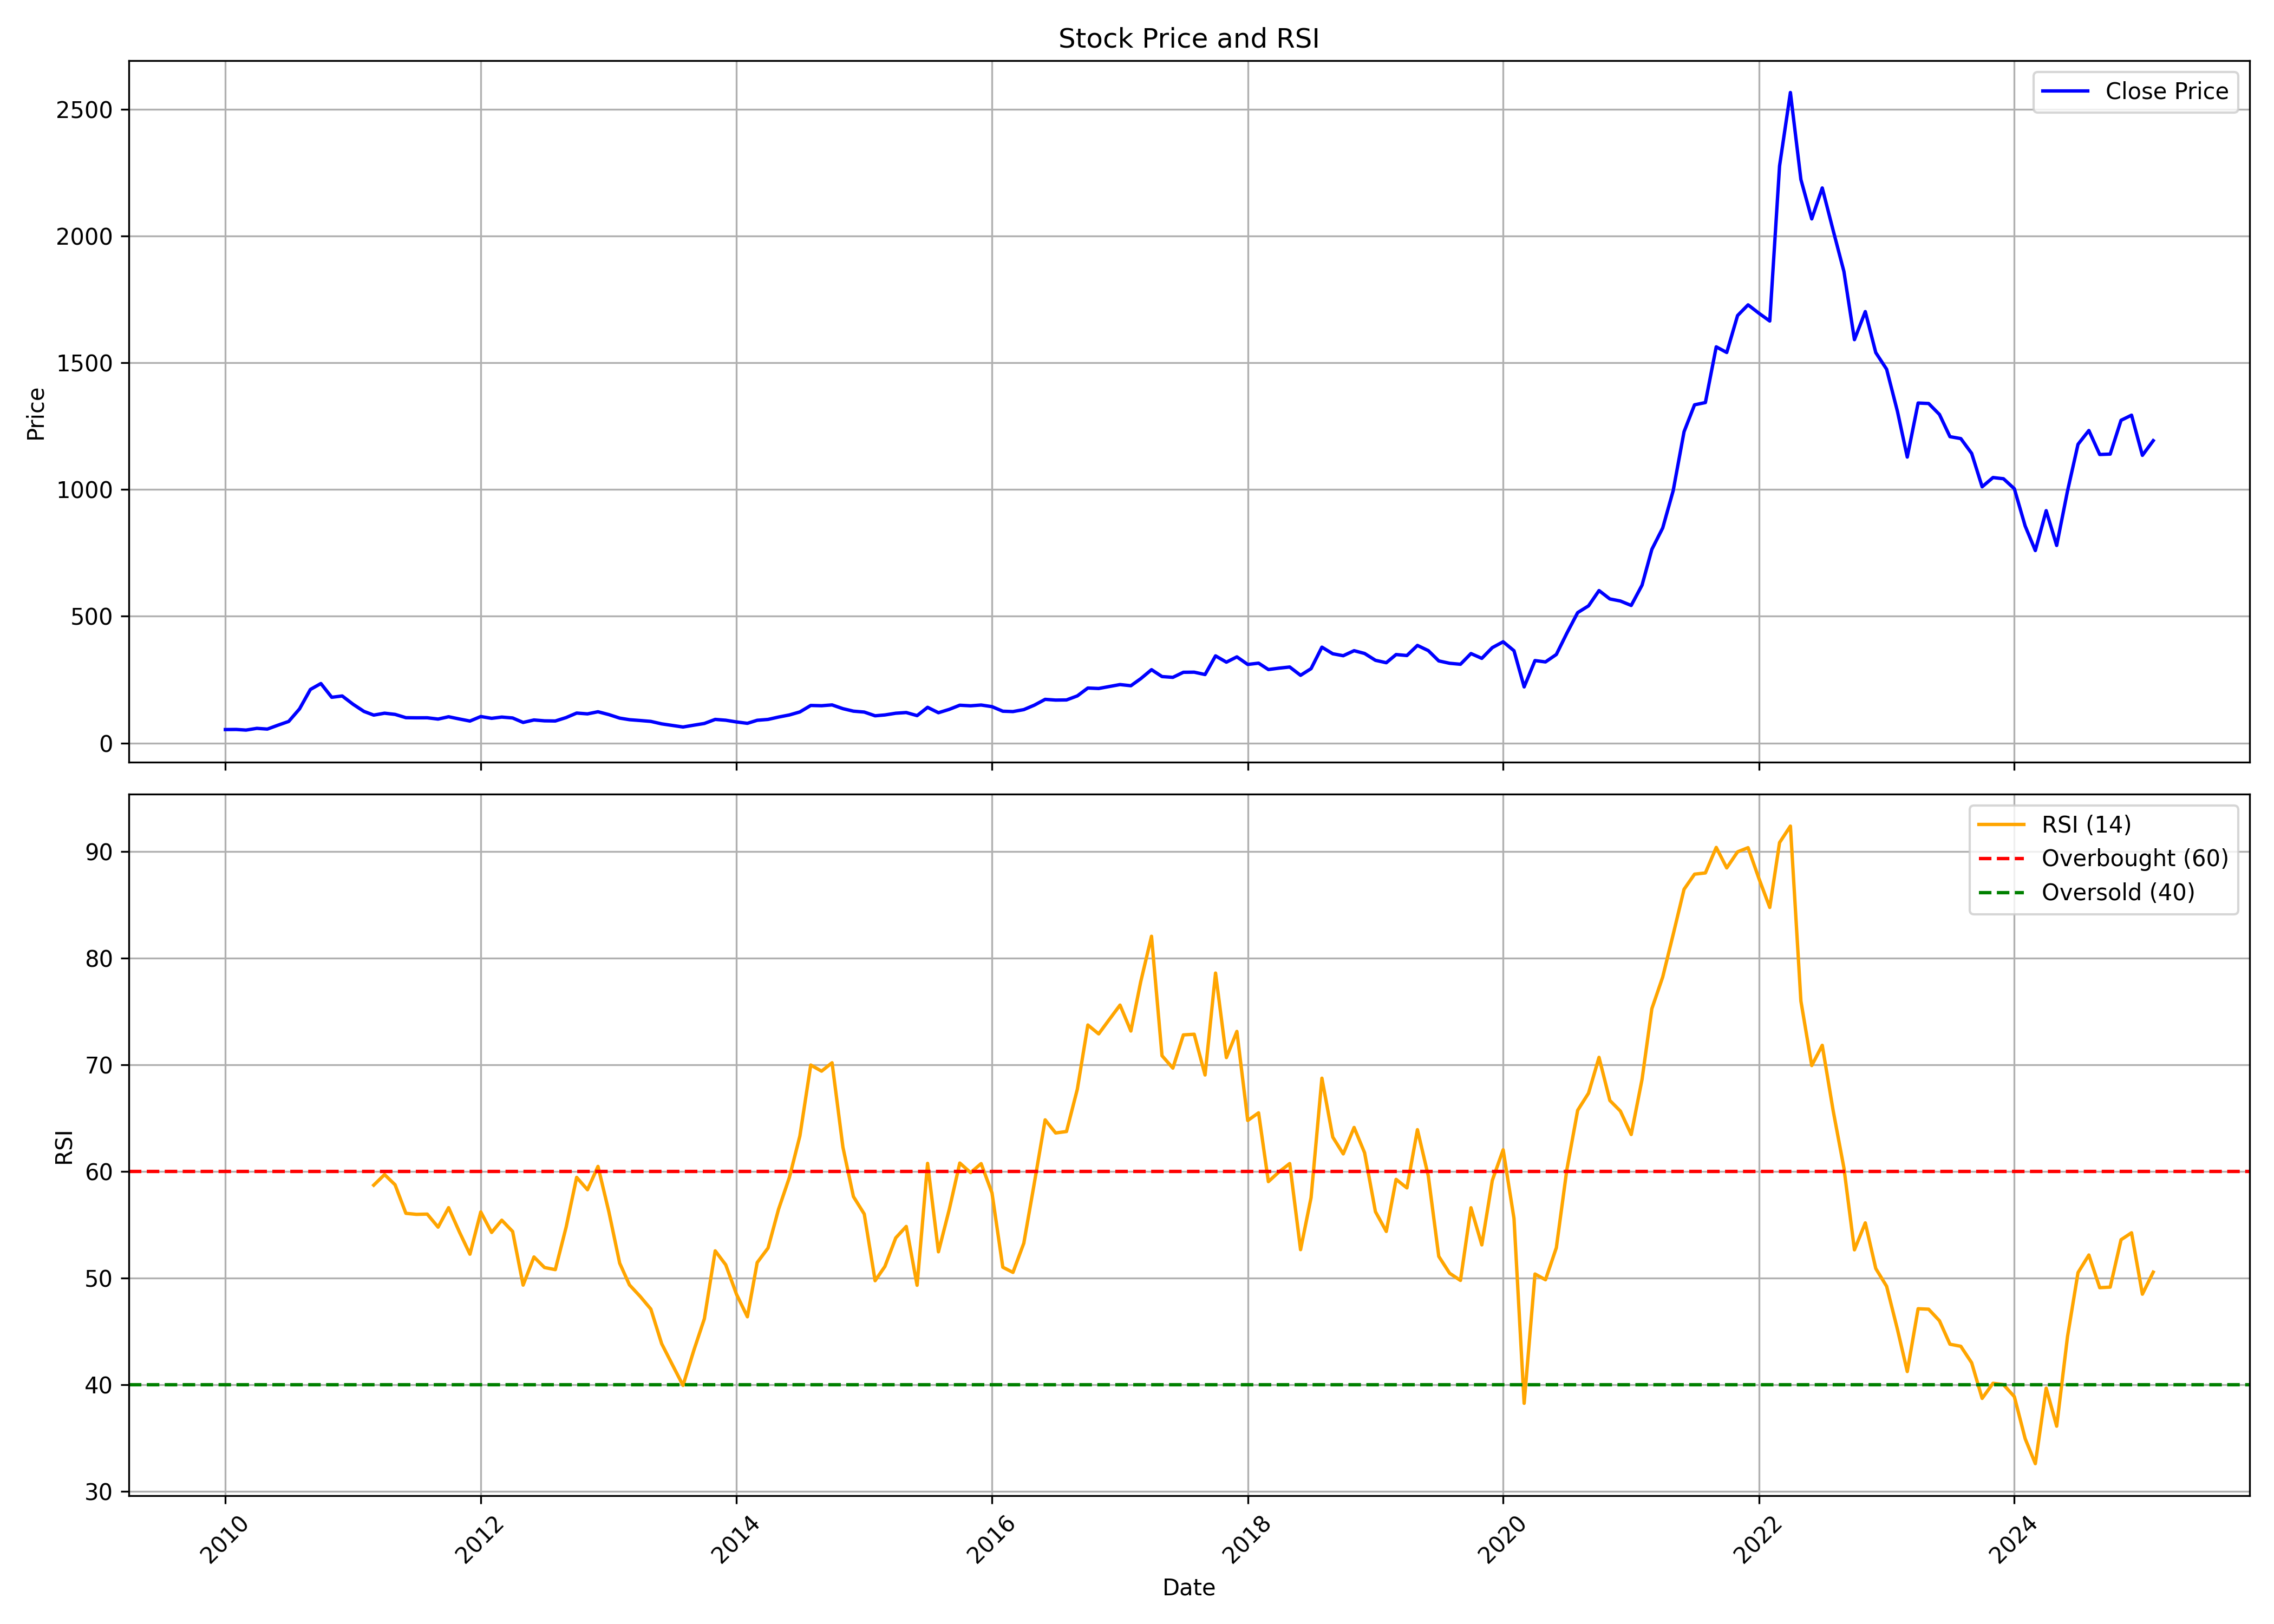 Stock Price and RSI
Close Price
2500
2000
1500
1000
500
0
Price
RSI (14)
Overbought (60)
Oversold (40)
90
80
70
60
50
40
30
RSI
2010
2012
2014
2016
2018
2020
2022
2024
Date